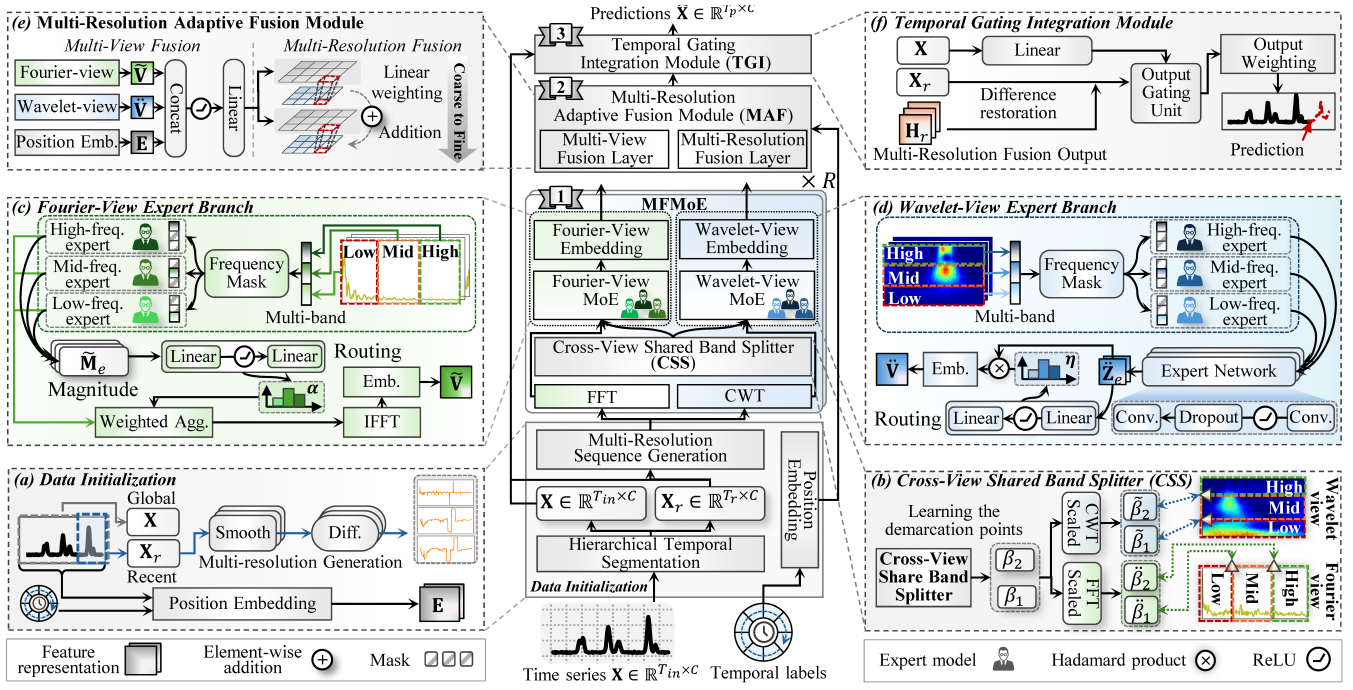 (e) Multi-Resolution Adaptive Fusion Module
Multi-View Fusion
Multi-Resolution Fusion
Fourier-view
Ṽ
Wavelet-view
V̈
Position Emb.
E
Concat
Linear
Linear
weighting
Addition
Coarse to Fine
(c) Fourier-View Expert Branch
High-freq.
expert
Mid-freq.
expert
Low-freq.
expert
Frequency
Mask
Low
Mid
High
Multi-band
M̃e
Magnitude
Linear
Linear
Routing
α
Weighted Agg.
IFFT
Emb.
Ṽ
(a) Data Initialization
Global
X
Xr
Recent
Smooth
Diff.
Multi-resolution Generation
Position Embedding
E
Feature
representation
Element-wise
addition
Mask
Predictions X̄ ∈ ℝ^{Tp×C}
3
Temporal Gating
Integration Module (TGI)
2
Multi-Resolution
Adaptive Fusion Module (MAF)
Multi-View
Fusion Layer
Multi-Resolution
Fusion Layer
× R
1
MFMoE
Fourier-View
Embedding
Wavelet-View
Embedding
Fourier-View
MoE
Wavelet-View
MoE
Cross-View Shared Band Splitter
(CSS)
FFT
CWT
Multi-Resolution
Sequence Generation
X ∈ ℝ^{Tin×C}
Xr ∈ ℝ^{Tr×C}
Position
Embedding
Hierarchical Temporal
Segmentation
Data Initialization
Time series X ∈ ℝ^{Tin×C}
Temporal labels
(f) Temporal Gating Integration Module
X
Linear
Xr
Hr
Difference
restoration
Output
Gating
Unit
Output
Weighting
Multi-Resolution Fusion Output
Prediction
(d) Wavelet-View Expert Branch
High
Mid
Low
Multi-band
Frequency
Mask
High-freq.
expert
Mid-freq.
expert
Low-freq.
expert
V̈
Emb.
η
Z̈e
Expert Network
Routing
Linear
Linear
Conv.
Dropout
Conv.
(b) Cross-View Shared Band Splitter (CSS)
Learning the
demarcation points
Cross-View
Share Band
Splitter
β2
β1
CWT
Scaled
FFT
Scaled
β̃2
β̃1
β̈2
β̈1
High
Mid
Low
Wavelet
view
Low
Mid
High
Fourier
view
Expert model
Hadamard product
ReLU